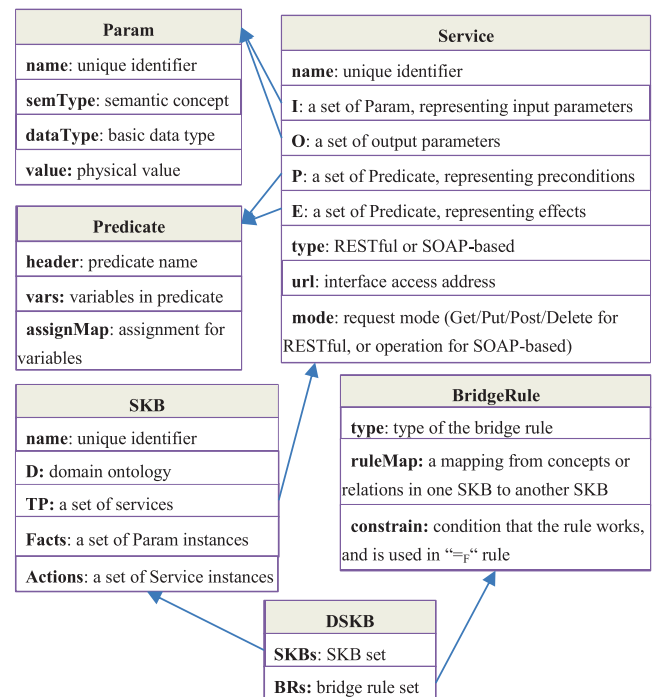 Param
name: unique identifier
semType: semantic concept
dataType: basic data type
value: physical value
Service
name: unique identifier
I: a set of Param, representing input parameters
O: a set of output parameters
P: a set of Predicate, representing preconditions
E: a set of Predicate, representing effects
type: RESTful or SOAP-based
url: interface access address
mode: request mode (Get/Put/Post/Delete for
RESTful, or operation for SOAP-based)
Predicate
header: predicate name
vars: variables in predicate
assignMap: assignment for
variables
SKB
name: unique identifier
D: domain ontology
TP: a set of services
Facts: a set of Param instances
Actions: a set of Service instances
BridgeRule
type: type of the bridge rule
ruleMap: a mapping from concepts or
relations in one SKB to another SKB
constrain: condition that the rule works,
and is used in “=F“ rule
DSKB
SKBs: SKB set
BRs: bridge rule set